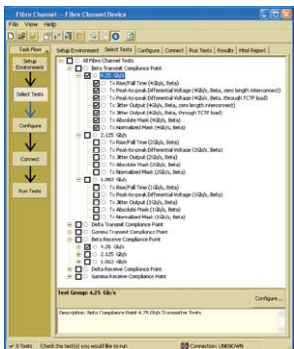 Fibre Channel -- Fibre Channel Device
File View Help
Task Flow
Setup Environment
Select Tests
Configure
Connect
Run Tests
Setup Environment Select Tests Configure Connect Run Tests Results Html Report
All Fibre Channel Tests
Beta Transmit Compliance Point
4.25 Gb/s
Tx Rise/Fall Time (4Gb/s, Beta)
Tx Peak-to-peak Differential Voltage (4Gb/s, Beta, zero length interconnect)
Tx Peak-to-peak Differential Voltage (4Gb/s, Beta, through TCTF load)
Tx Jitter Output (4Gb/s, Beta, zero length interconnect)
Tx Jitter Output (4Gb/s, Beta, through TCTF load)
Tx Absolute Mask (4Gb/s, Beta)
Tx Normalized Mask (4Gb/s, Beta)
2.125 Gb/s
Tx Rise/Fall Time (2Gb/s, Beta)
Tx Peak-to-peak Differential Voltage (2Gb/s, Beta)
Tx Jitter Output (2Gb/s, Beta)
Tx Absolute Mask (2Gb/s, Beta)
Tx Normalized Mask (2Gb/s, Beta)
1.063 Gb/s
Tx Rise/Fall Time (1Gb/s, Beta)
Tx Peak-to-peak Differential Voltage (1Gb/s, Beta)
Tx Jitter Output (1Gb/s, Beta)
Tx Absolute Mask (1Gb/s, Beta)
Tx Normalized Mask (1Gb/s, Beta)
Delta Transmit Compliance Point
Gamma Transmit Compliance Point
Beta Receive Compliance Point
4.25 Gb/s
2.125 Gb/s
1.063 Gb/s
Delta Receive Compliance Point
Gamma Receive Compliance Point
Test Group: 4.25 Gb/s
Configure...
Description: Beta Compliance Point 4.25 Gb/s Transmitter Tests
8 Tests Check the test(s) you would like to run Connection: UNKNOWN